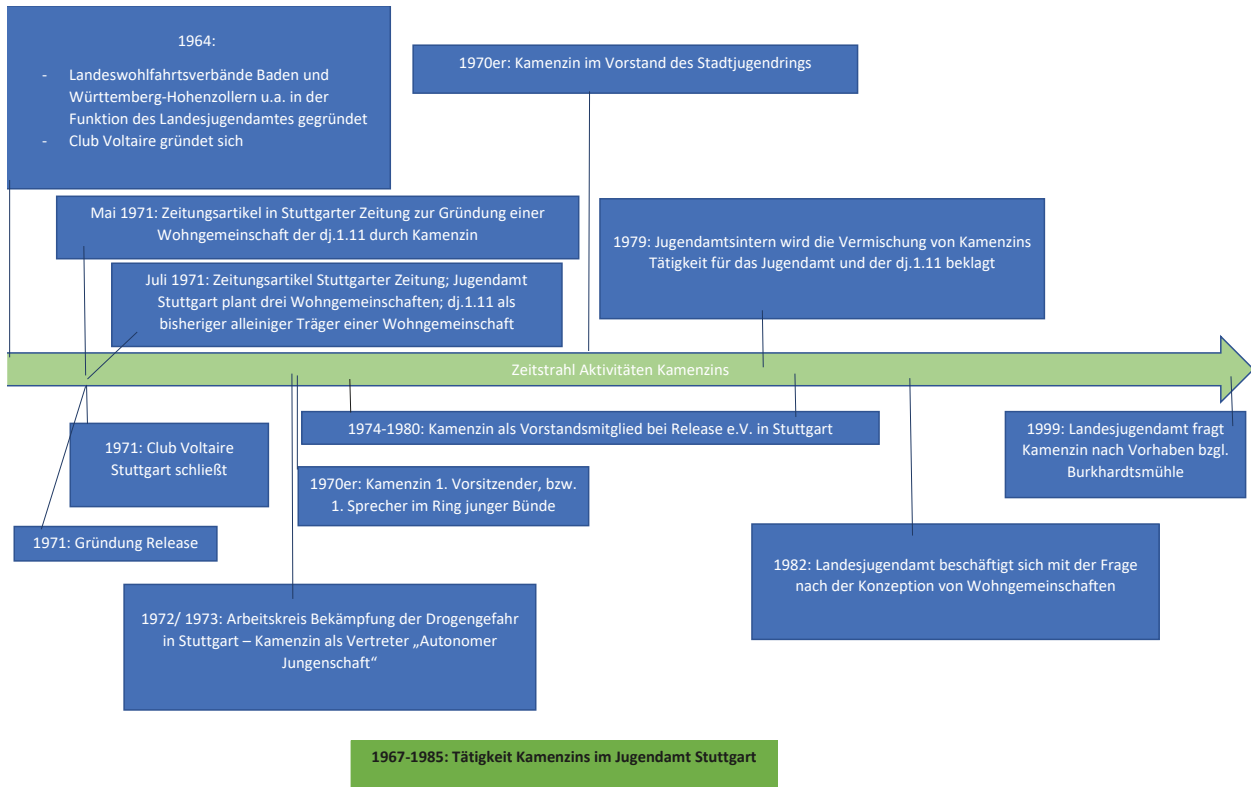 1964:
- Landeswohlfahrtsverbände Baden und
Württemberg-Hohenzollern u.a. in der
Funktion des Landesjugendamtes gegründet
- Club Voltaire gründet sich
1970er: Kamenzin im Vorstand des Stadtjugendrings
Mai 1971: Zeitungsartikel in Stuttgarter Zeitung zur Gründung einer
Wohngemeinschaft der dj.1.11 durch Kamenzin
Juli 1971: Zeitungsartikel Stuttgarter Zeitung; Jugendamt
Stuttgart plant drei Wohngemeinschaften; dj.1.11 als
bisheriger alleiniger Träger einer Wohngemeinschaft
1979: Jugendamtsintern wird die Vermischung von Kamenzins
Tätigkeit für das Jugendamt und der dj.1.11 beklagt
Zeitstrahl Aktivitäten Kamenzins
1971: Club Voltaire
Stuttgart schließt
1971: Gründung Release
1974-1980: Kamenzin als Vorstandsmitglied bei Release e.V. in Stuttgart
1970er: Kamenzin 1. Vorsitzender, bzw.
1. Sprecher im Ring junger Bünde
1972/ 1973: Arbeitskreis Bekämpfung der Drogengefahr
in Stuttgart – Kamenzin als Vertreter „Autonomer
Jungenschaft“
1982: Landesjugendamt beschäftigt sich mit der Frage
nach der Konzeption von Wohngemeinschaften
1999: Landesjugendamt fragt
Kamenzin nach Vorhaben bzgl.
Burkhardtsmühle
1967-1985: Tätigkeit Kamenzins im Jugendamt Stuttgart